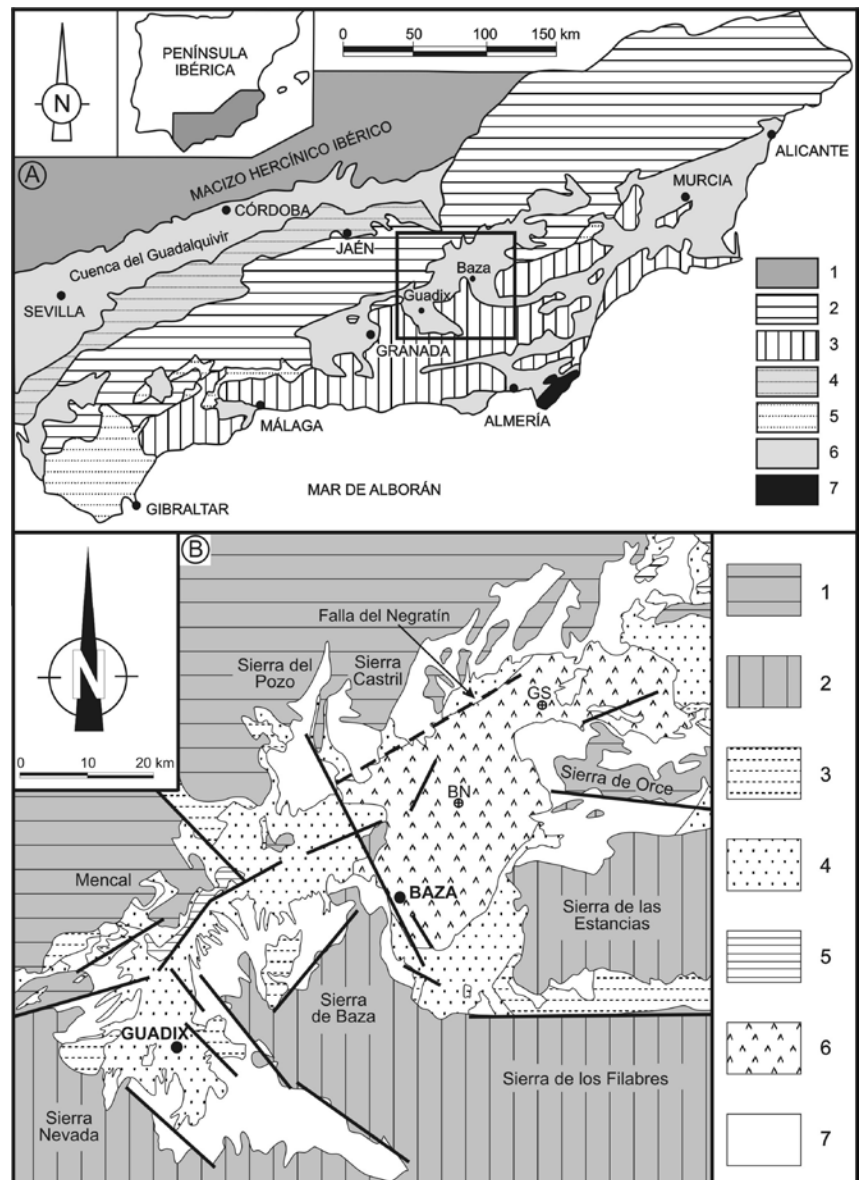 PENÍNSULA
IBÉRICA
0 50 100 150 km
N
A
MACIZO HERCÍNICO IBÉRICO
ALICANTE
MURCIA
CÓRDOBA
Cuenca del Guadalquivir
JAÉN
Baza
SEVILLA
Guadix
GRANADA
ALMERÍA
MÁLAGA
MAR DE ALBORÁN
GIBRALTAR
1
2
3
4
5
6
7
B
N
0 10 20 km
Falla del Negratín
Sierra del
Pozo
Sierra
Castril
GS
BN
Sierra de Orce
Mencal
BAZA
Sierra de las
Estancias
Sierra
de Baza
GUADIX
Sierra de los Filabres
Sierra
Nevada
1
2
3
4
5
6
7